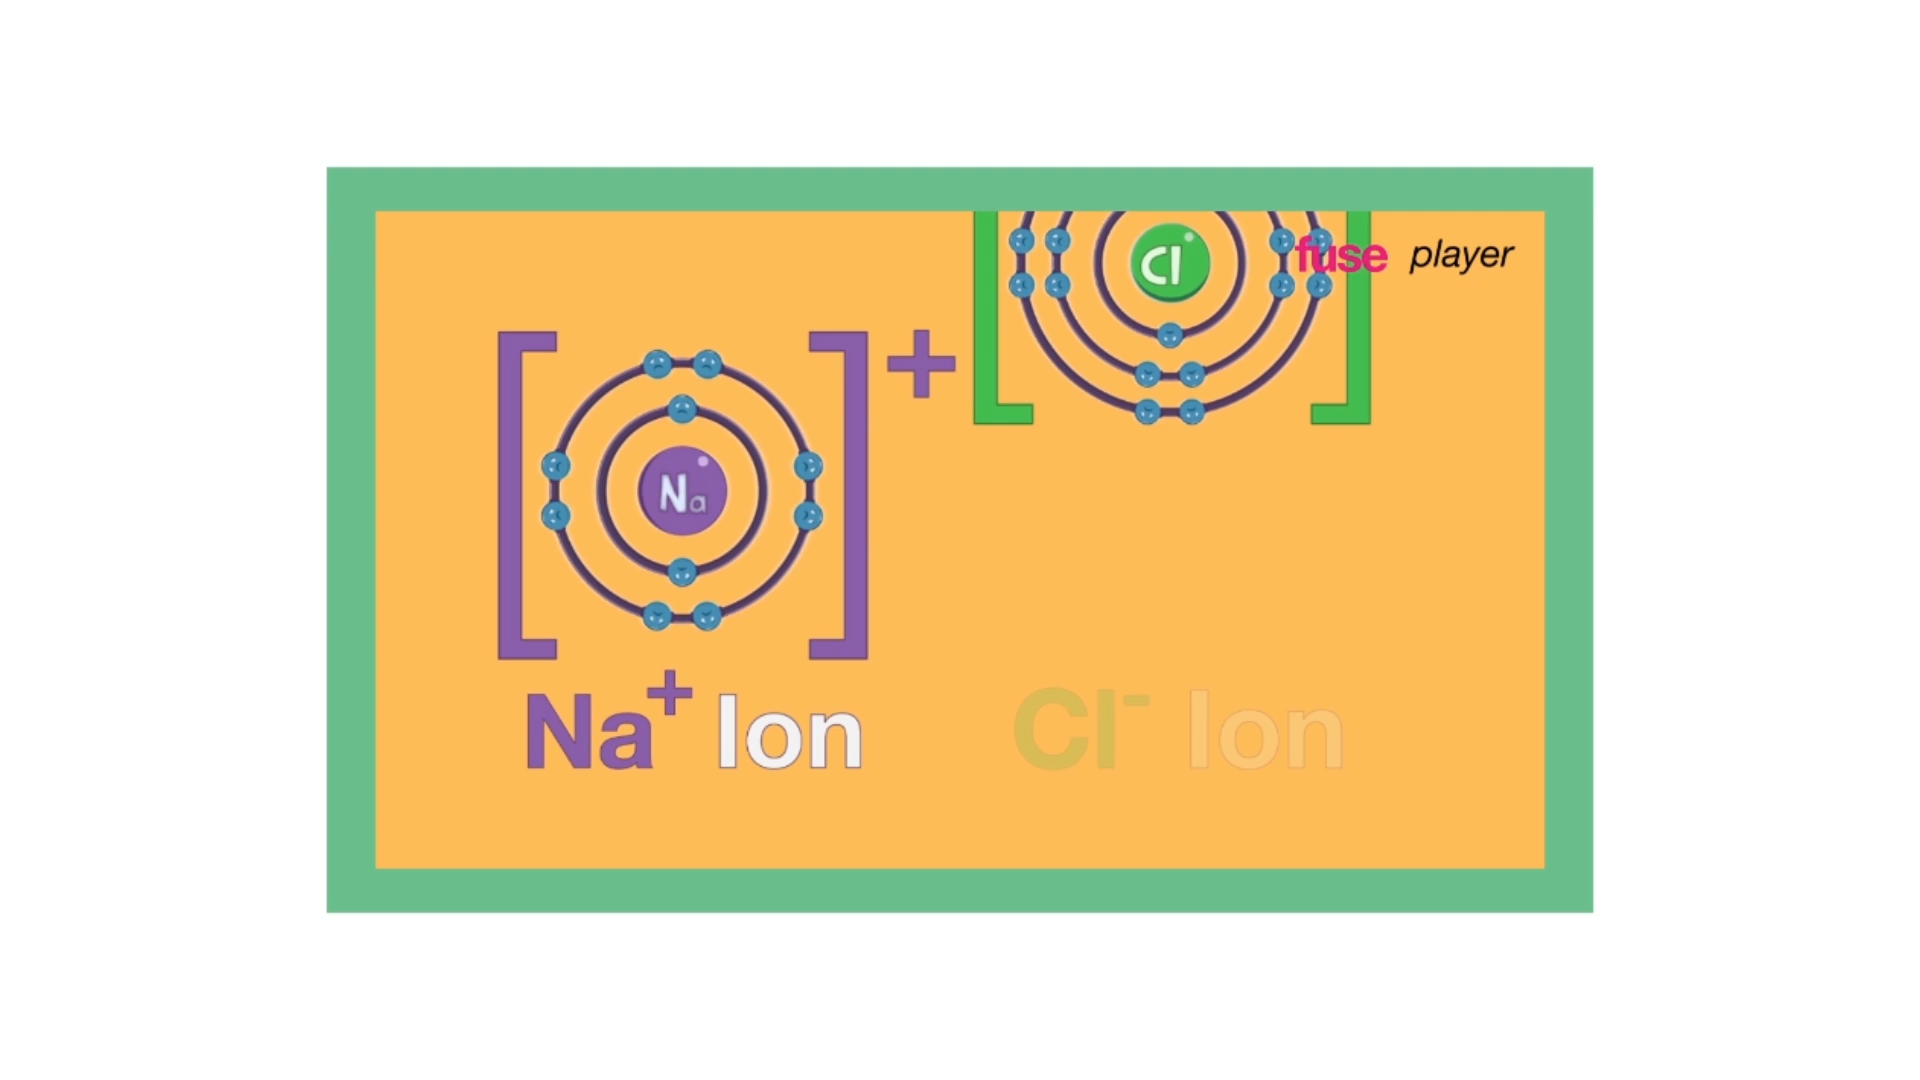 fuse player
Cl
+
Na
Na+ Ion
Cl- Ion